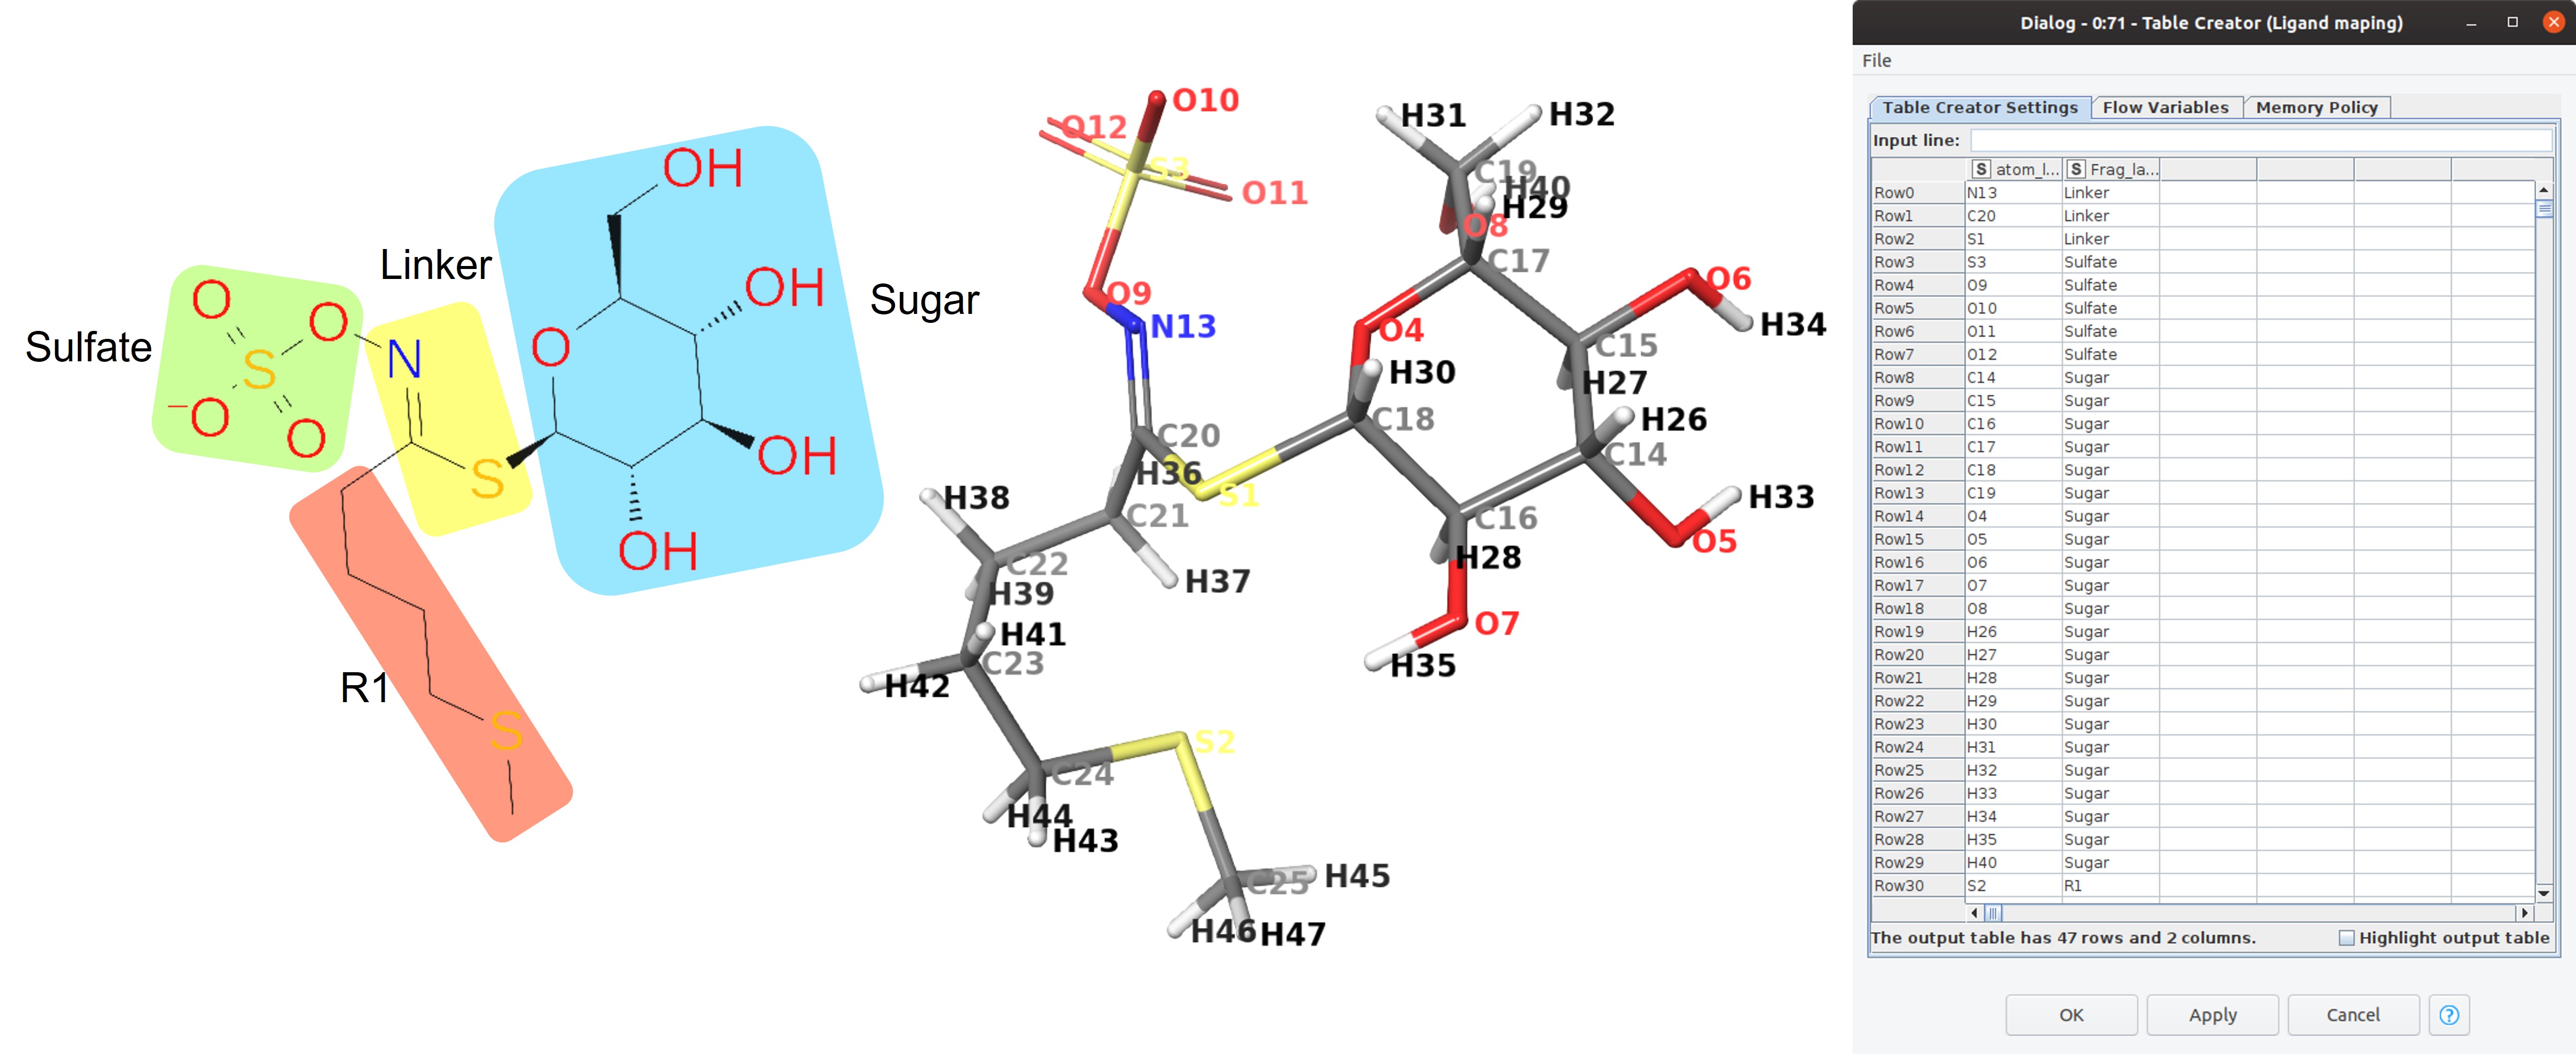 OH
OH
O
OH
OH
Linker
Sugar
Sulfate
O
O
S
−O
O
N
S
R1
S
O10
O12
S3
O11
O9
N13
H31
H32
C19
H40
H29
O8
C17
O6
H34
O4
C15
H30
H27
C18
H26
C14
C20
H36
S1
H38
C21
C16
H33
O5
H28
C22
H37
H39
O7
H41
C23
H35
H42
S2
C24
H44
H43
C25
H45
H46
H47
Dialog - 0:71 - Table Creator (Ligand maping)
File
Table Creator Settings Flow Variables Memory Policy
Input line:
S atom_l... S Frag_la...
Row0 N13 Linker
Row1 C20 Linker
Row2 S1 Linker
Row3 S3 Sulfate
Row4 O9 Sulfate
Row5 O10 Sulfate
Row6 O11 Sulfate
Row7 O12 Sulfate
Row8 C14 Sugar
Row9 C15 Sugar
Row10 C16 Sugar
Row11 C17 Sugar
Row12 C18 Sugar
Row13 C19 Sugar
Row14 O4 Sugar
Row15 O5 Sugar
Row16 O6 Sugar
Row17 O7 Sugar
Row18 O8 Sugar
Row19 H26 Sugar
Row20 H27 Sugar
Row21 H28 Sugar
Row22 H29 Sugar
Row23 H30 Sugar
Row24 H31 Sugar
Row25 H32 Sugar
Row26 H33 Sugar
Row27 H34 Sugar
Row28 H35 Sugar
Row29 H40 Sugar
Row30 S2 R1
The output table has 47 rows and 2 columns. Highlight output table
OK Apply Cancel ?